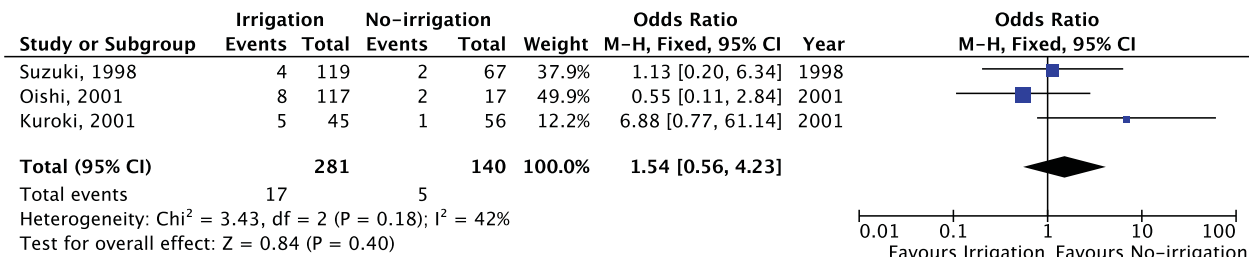 Irrigation No-irrigation Odds Ratio Odds Ratio
Study or Subgroup Events Total Events Total Weight M-H, Fixed, 95% CI Year M-H, Fixed, 95% CI
Suzuki, 1998 4 119 2 67 37.9% 1.13 [0.20, 6.34] 1998
Oishi, 2001 8 117 2 17 49.9% 0.55 [0.11, 2.84] 2001
Kuroki, 2001 5 45 1 56 12.2% 6.88 [0.77, 61.14] 2001
Total (95% CI) 281 140 100.0% 1.54 [0.56, 4.23]
Total events 17 5
Heterogeneity: Chi² = 3.43, df = 2 (P = 0.18); I² = 42%
Test for overall effect: Z = 0.84 (P = 0.40)
0.01 0.1 1 10 100
Favours Irrigation Favours No-irrigation